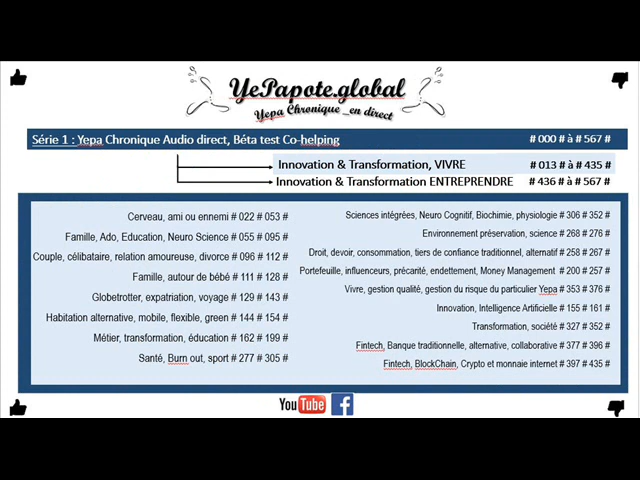 YePapote.global
Yepa Chronique _en direct
Série 1 : Yepa Chronique Audio direct, Béta test Co-helping # 000 # à # 567 #
Innovation & Transformation, VIVRE # 013 # à # 435 #
Innovation & Transformation ENTREPRENDRE # 436 # à # 567 #
Cerveau, ami ou ennemi # 022 # 053 #
Famille, Ado, Education, Neuro Science # 055 # 095 #
Couple, célibataire, relation amoureuse, divorce # 096 # 112 #
Famille, autour de bébé # 111 # 128 #
Globetrotter, expatriation, voyage # 129 # 143 #
Habitation alternative, mobile, flexible, green # 144 # 154 #
Métier, transformation, éducation # 162 # 199 #
Santé, Burn out, sport # 277 # 305 #
Sciences intégrées, Neuro Cognitif, Biochimie, physiologie # 306 # 352 #
Environnement préservation, science # 268 # 276 #
Droit, devoir, consommation, tiers de confiance traditionnel, alternatif # 258 # 267 #
Portefeuille, influenceurs, précarité, endettement, Money Management # 200 # 257 #
Vivre, gestion qualité, gestion du risque du particulier Yepa # 353 # 376 #
Innovation, Intelligence Artificielle # 155 # 161 #
Transformation, société # 327 # 352 #
Fintech, Banque traditionnelle, alternative, collaborative # 377 # 396 #
Fintech, BlockChain, Crypto et monnaie internet # 397 # 435 #
YouTube f